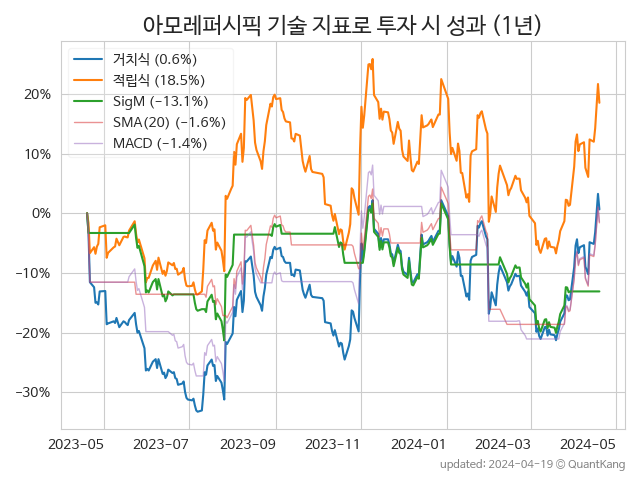 아모레퍼시픽 기술 지표로 투자 시 성과 (1년)
거치식 (0.6%)
적립식 (18.5%)
SigM (−13.1%)
SMA(20) (−1.6%)
MACD (−1.4%)
20%
10%
0%
−10%
−20%
−30%
2023−05 2023−07 2023−09 2023−11 2024−01 2024−03 2024−05
updated: 2024−04−19 © QuantKang